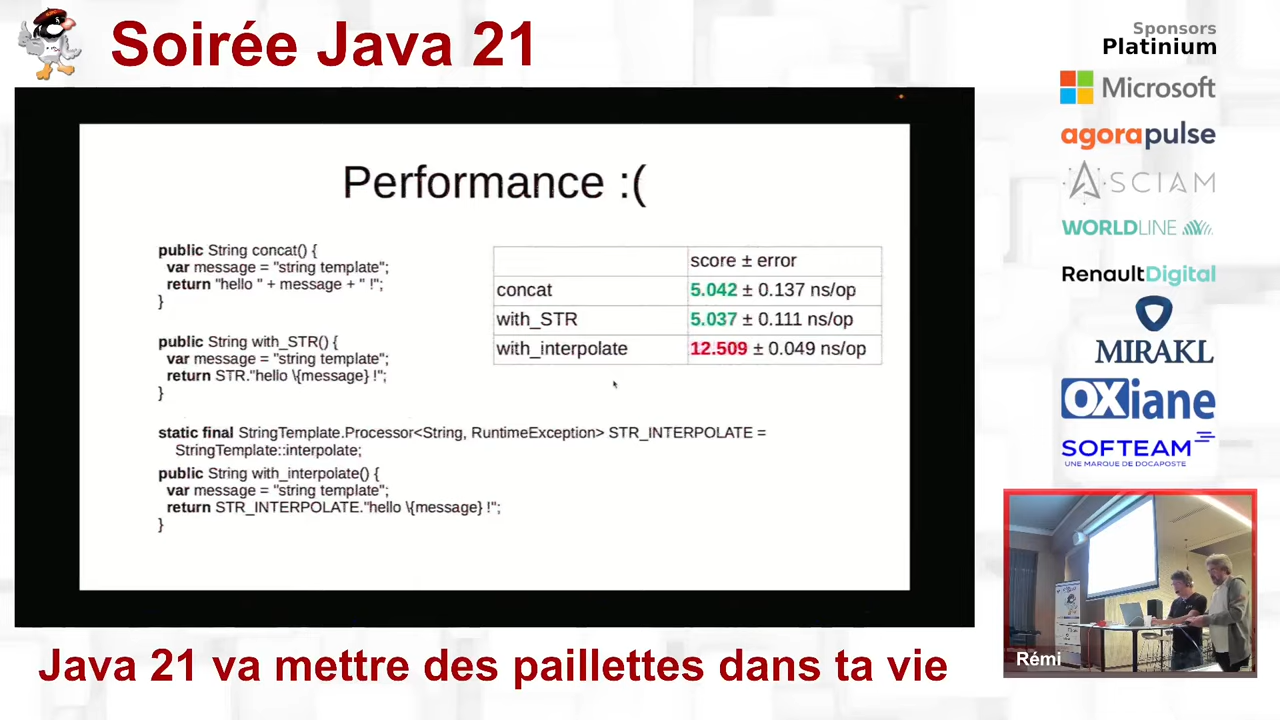 Soirée Java 21
Sponsors
Platinium
Microsoft
agorapulse
ASCIAM
WORLDLINE
RenaultDigital
MIRAKL
OXiane
SOFTEAM
UNE MARQUE DE DOCAPOSTE
Performance :(
public String concat() {
var message = "string template";
return "hello " + message + " !";
}
public String with_STR() {
var message = "string template";
return STR."hello \{message} !";
}
score ± error
concat 5.042 ± 0.137 ns/op
with_STR 5.037 ± 0.111 ns/op
with_interpolate 12.509 ± 0.049 ns/op
static final StringTemplate.Processor<String, RuntimeException> STR_INTERPOLATE =
StringTemplate::interpolate;
public String with_interpolate() {
var message = "string template";
return STR_INTERPOLATE."hello \{message} !";
}
Rémi
Java 21 va mettre des paillettes dans ta vie